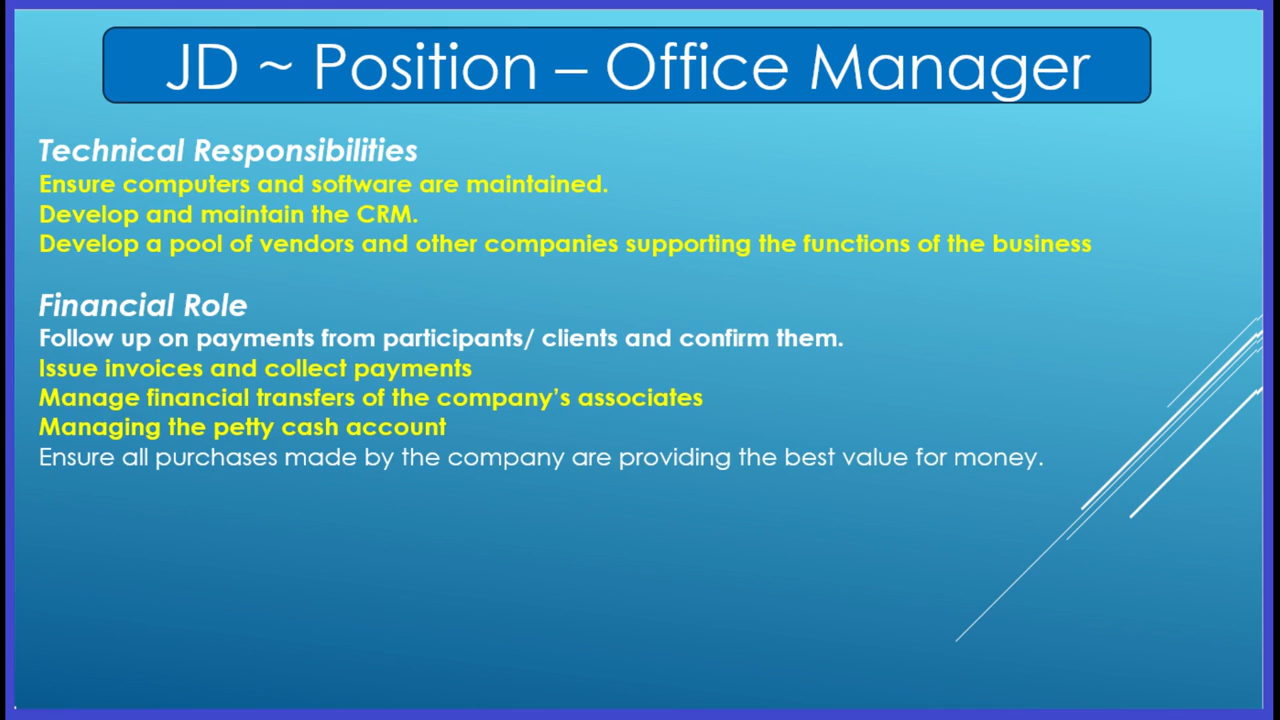 JD ~ Position – Office Manager
Technical Responsibilities
Ensure computers and software are maintained.
Develop and maintain the CRM.
Develop a pool of vendors and other companies supporting the functions of the business
Financial Role
Follow up on payments from participants/ clients and confirm them.
Issue invoices and collect payments
Manage financial transfers of the company’s associates
Managing the petty cash account
Ensure all purchases made by the company are providing the best value for money.